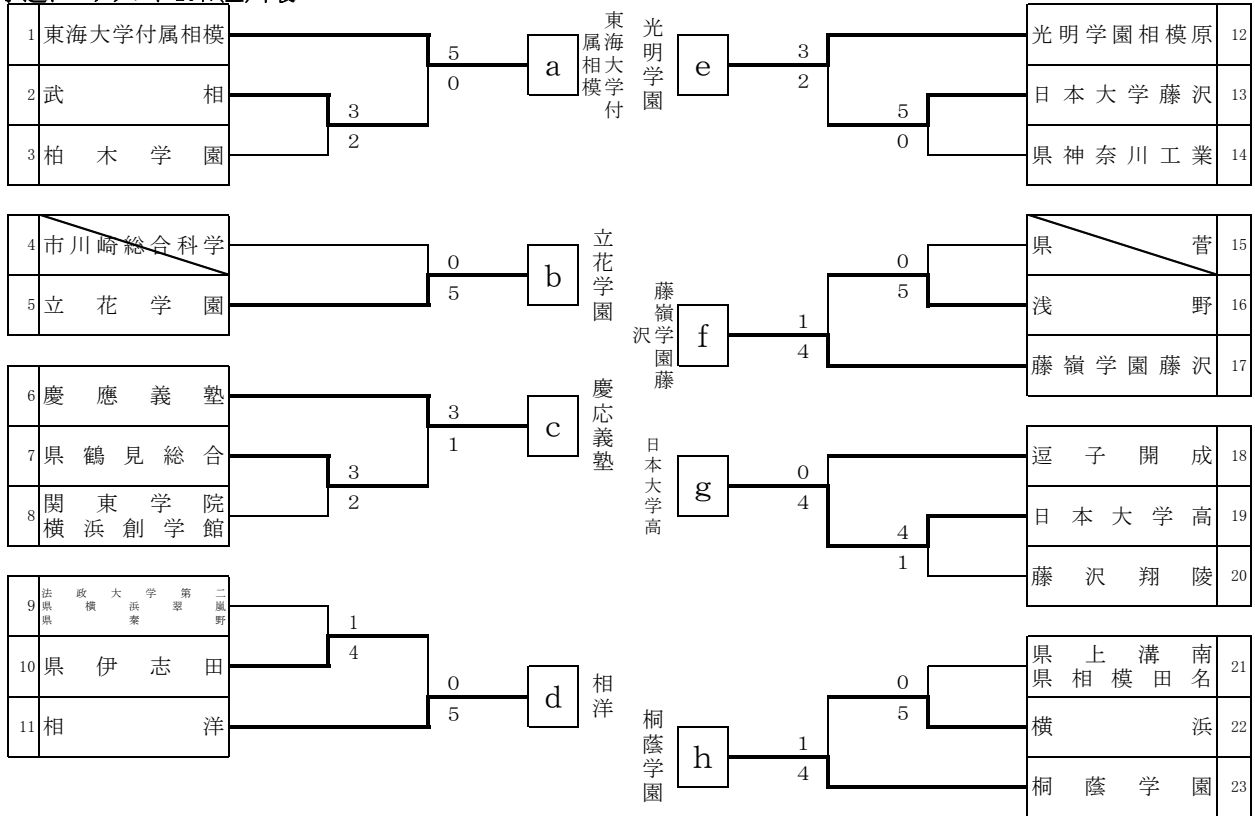 1 東海大学付属相模
2 武相
3 柏木学園
5
0
3
2
a
東海大学付属相模
4 市川崎総合科学
5 立花学園
0
5
b
立花学園
6 慶應義塾
7 県鶴見総合
8 関東学院
横浜創学館
3
1
3
2
c
慶応義塾
9 法政大学第二
県横浜翠嵐
県秦野
10 県伊志田
11 相洋
1
4
0
5
d
相洋
光明学園
e
3
2
5
0
光明学園相模原 12
日本大学藤沢 13
県神奈川工業 14
藤嶺学園藤沢
f
1
4
0
5
県菅 15
浅野 16
藤嶺学園藤沢 17
日本大学高
g
0
4
4
1
逗子開成 18
日本大学高 19
藤沢翔陵 20
桐蔭学園
h
1
4
0
5
県上溝南
県相模田名 21
横浜 22
桐蔭学園 23